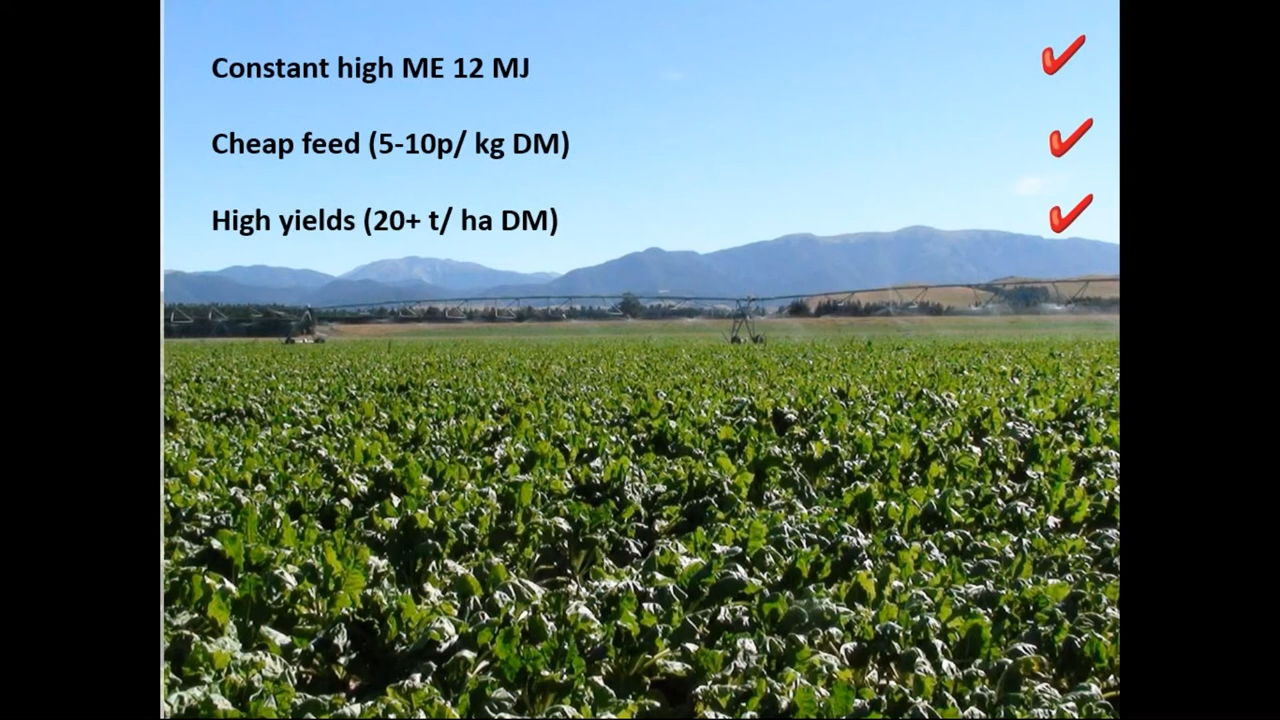 Constant high ME 12 MJ
Cheap feed (5-10p/ kg DM)
High yields (20+ t/ ha DM)